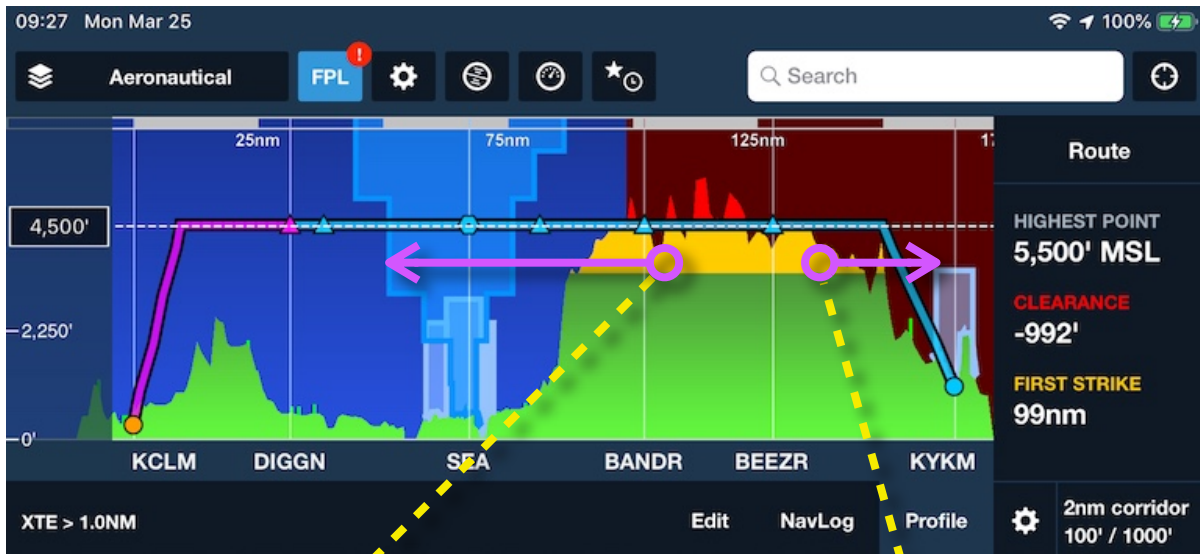 09:27 Mon Mar 25
100%
Aeronautical
FPL
!
Search
25nm
75nm
125nm
17
4,500'
2,250'
0'
KCLM
DIGGN
SEA
BANDR
BEEZR
KYKM
Route
HIGHEST POINT
5,500' MSL
CLEARANCE
-992'
FIRST STRIKE
99nm
XTE > 1.0NM
Edit
NavLog
Profile
2nm corridor
100' / 1000'